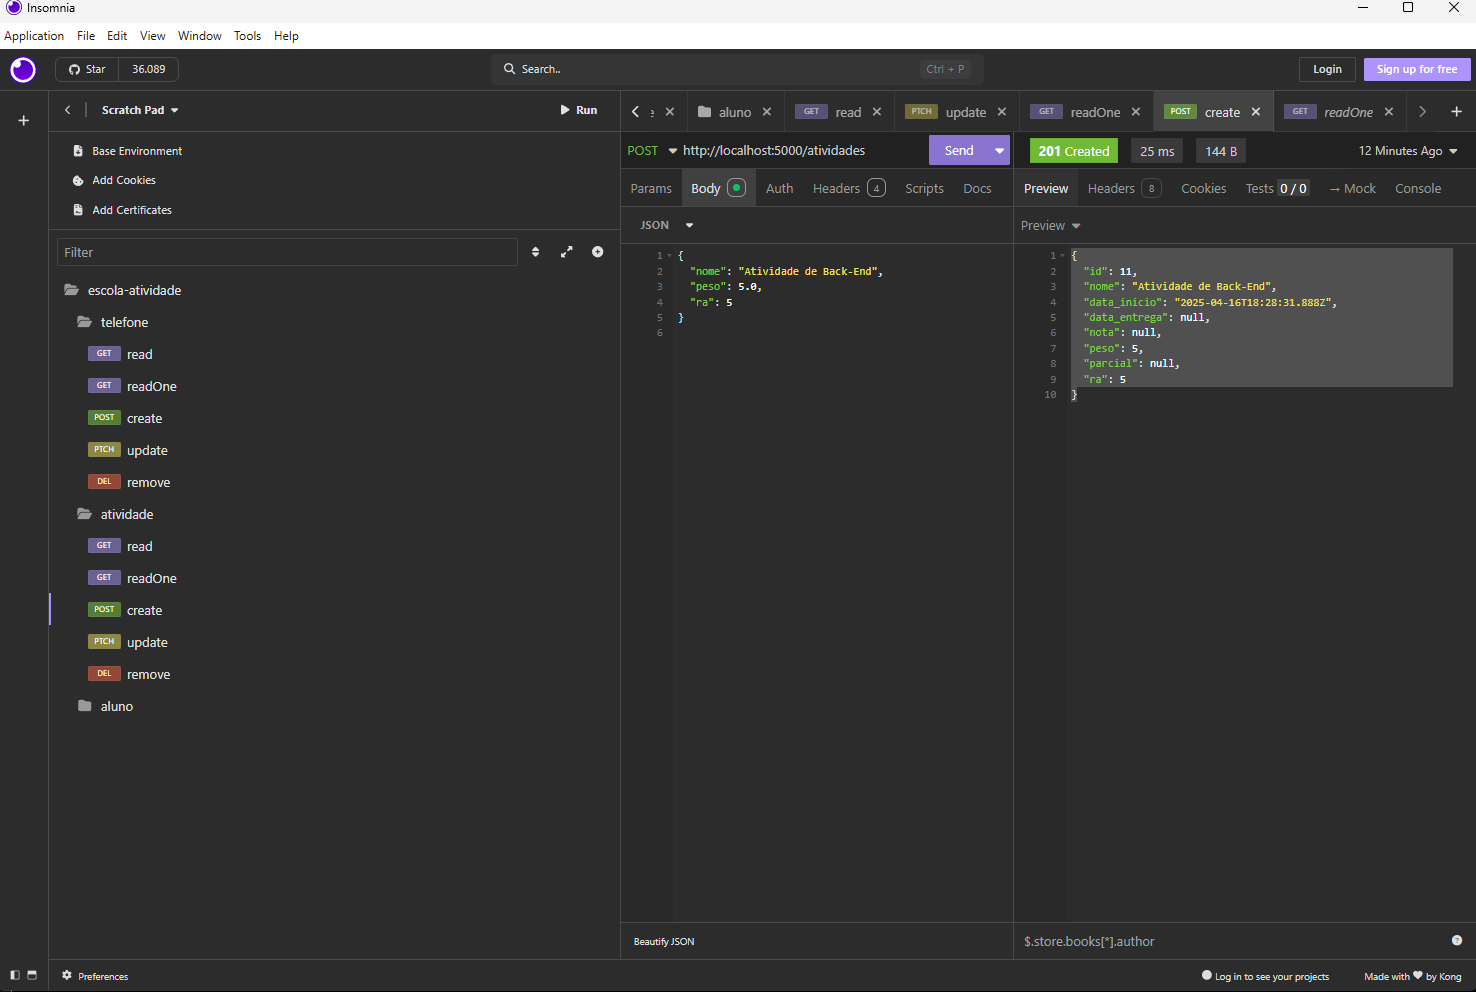 Insomnia
Application File Edit View Window Tools Help
Star 36.089 Search.. Ctrl + P Login Sign up for free
Scratch Pad Run
Base Environment
Add Cookies
Add Certificates
Filter
escola-atividade
telefone
GET read
GET readOne
POST create
PTCH update
DEL remove
atividade
GET read
GET readOne
POST create
PTCH update
DEL remove
aluno
aluno GET read PTCH update GET readOne POST create GET readOne
POST http://localhost:5000/atividades Send
Params Body Auth Headers 4 Scripts Docs
JSON
1 {
2 "nome": "Atividade de Back-End",
3 "peso": 5.0,
4 "ra": 5
5 }
6
Beautify JSON
201 Created 25 ms 144 B 12 Minutes Ago
Preview Headers 8 Cookies Tests 0 / 0 → Mock Console
Preview
1 {
2 "id": 11,
3 "nome": "Atividade de Back-End",
4 "data_inicio": "2025-04-16T18:28:31.888Z",
5 "data_entrega": null,
6 "nota": null,
7 "peso": 5,
8 "parcial": null,
9 "ra": 5
10 }
$.store.books[*].author
Preferences Log in to see your projects Made with ♥ by Kong